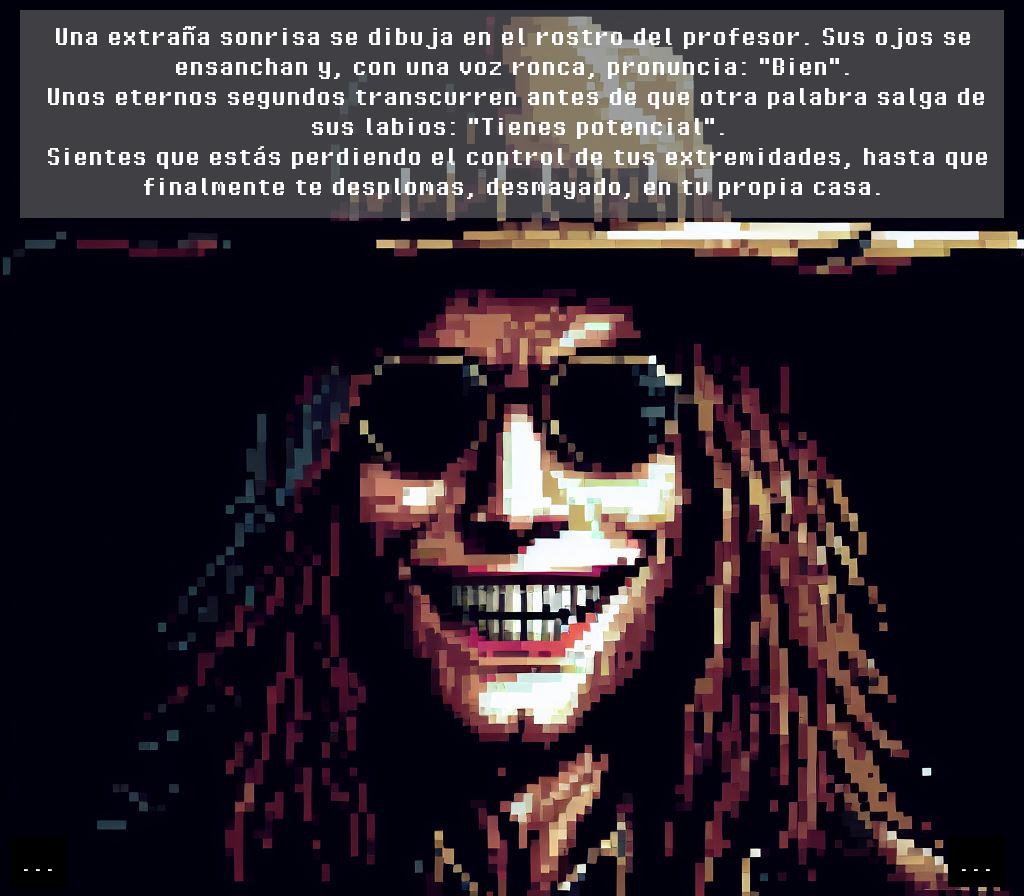 Una extraña sonrisa se dibuja en el rostro del profesor. Sus ojos se
ensanchan y, con una voz ronca, pronuncia: "Bien".
Unos eternos segundos transcurren antes de que otra palabra salga de
sus labios: "Tienes potencial".
Sientes que estás perdiendo el control de tus extremidades, hasta que
finalmente te desplomas, desmayado, en tu propia casa.
... ...